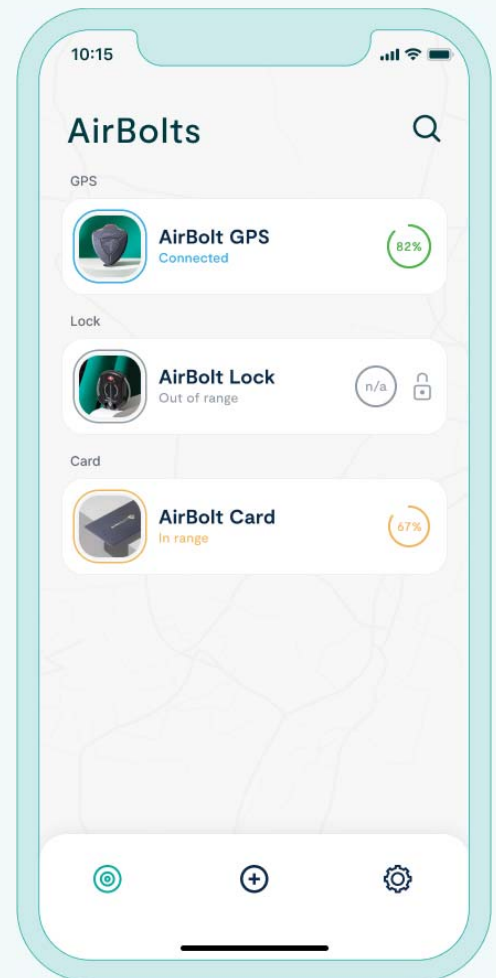 10:15
AirBolts
GPS
AirBolt GPS
Connected
82%
Lock
AirBolt Lock
Out of range
n/a
Card
AirBolt Card
In range
67%